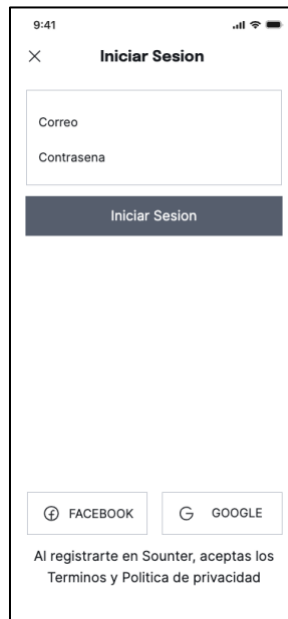 9:41
Iniciar Sesion
Correo
Contrasena
Iniciar Sesion
FACEBOOK
GOOGLE
Al registrarte en Sounter, aceptas los
Terminos y Politica de privacidad